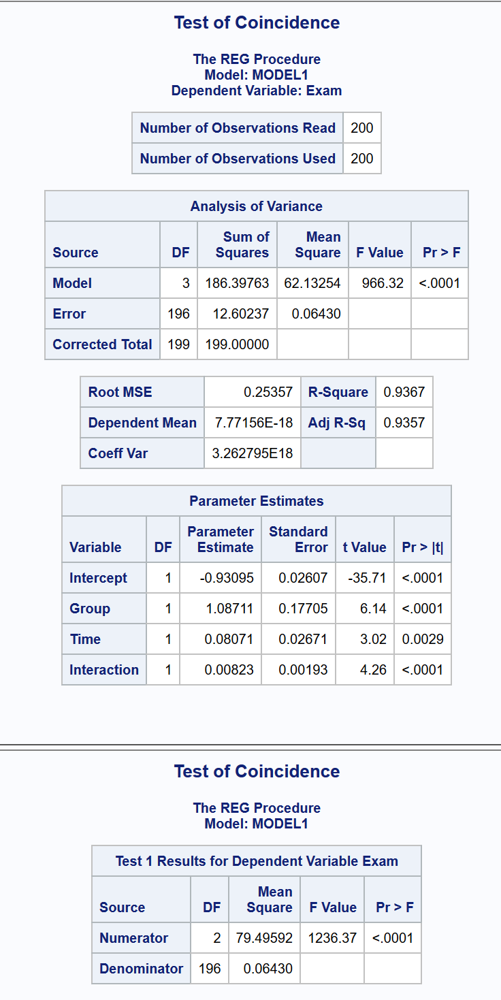 Test of Coincidence
The REG Procedure
Model: MODEL1
Dependent Variable: Exam
Number of Observations Read 200
Number of Observations Used 200
Analysis of Variance
Source DF Sum of Squares Mean Square F Value Pr > F
Model 3 186.39763 62.13254 966.32 <.0001
Error 196 12.60237 0.06430
Corrected Total 199 199.00000
Root MSE 0.25357 R-Square 0.9367
Dependent Mean 7.77156E-18 Adj R-Sq 0.9357
Coeff Var 3.262795E18
Parameter Estimates
Variable DF Parameter Estimate Standard Error t Value Pr > |t|
Intercept 1 -0.93095 0.02607 -35.71 <.0001
Group 1 1.08711 0.17705 6.14 <.0001
Time 1 0.08071 0.02671 3.02 0.0029
Interaction 1 0.00823 0.00193 4.26 <.0001
Test of Coincidence
The REG Procedure
Model: MODEL1
Test 1 Results for Dependent Variable Exam
Source DF Mean Square F Value Pr > F
Numerator 2 79.49592 1236.37 <.0001
Denominator 196 0.06430